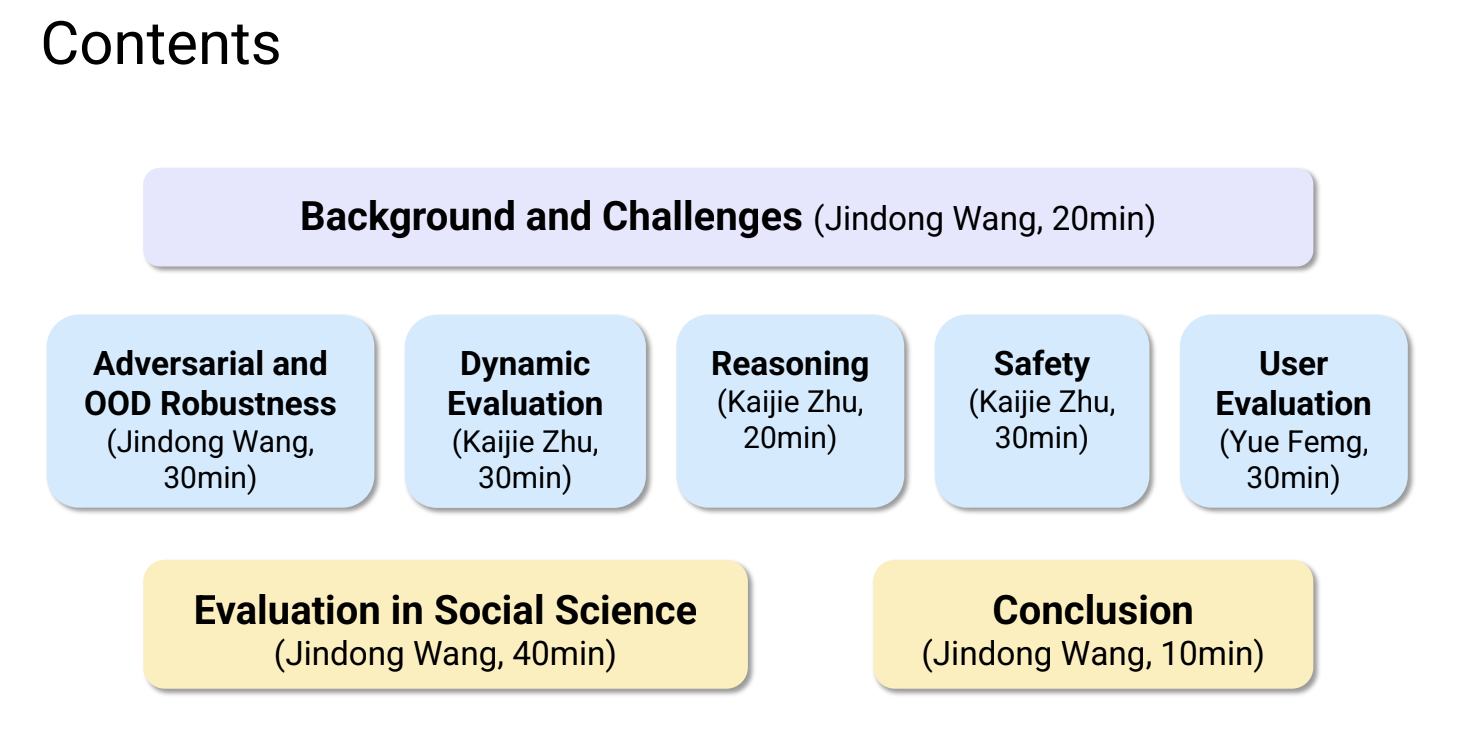 Contents
Background and Challenges (Jindong Wang, 20min)
Adversarial and
OOD Robustness
(Jindong Wang,
30min)
Dynamic
Evaluation
(Kaijie Zhu,
30min)
Reasoning
(Kaijie Zhu,
20min)
Safety
(Kaijie Zhu,
30min)
User
Evaluation
(Yue Femg,
30min)
Evaluation in Social Science
(Jindong Wang, 40min)
Conclusion
(Jindong Wang, 10min)